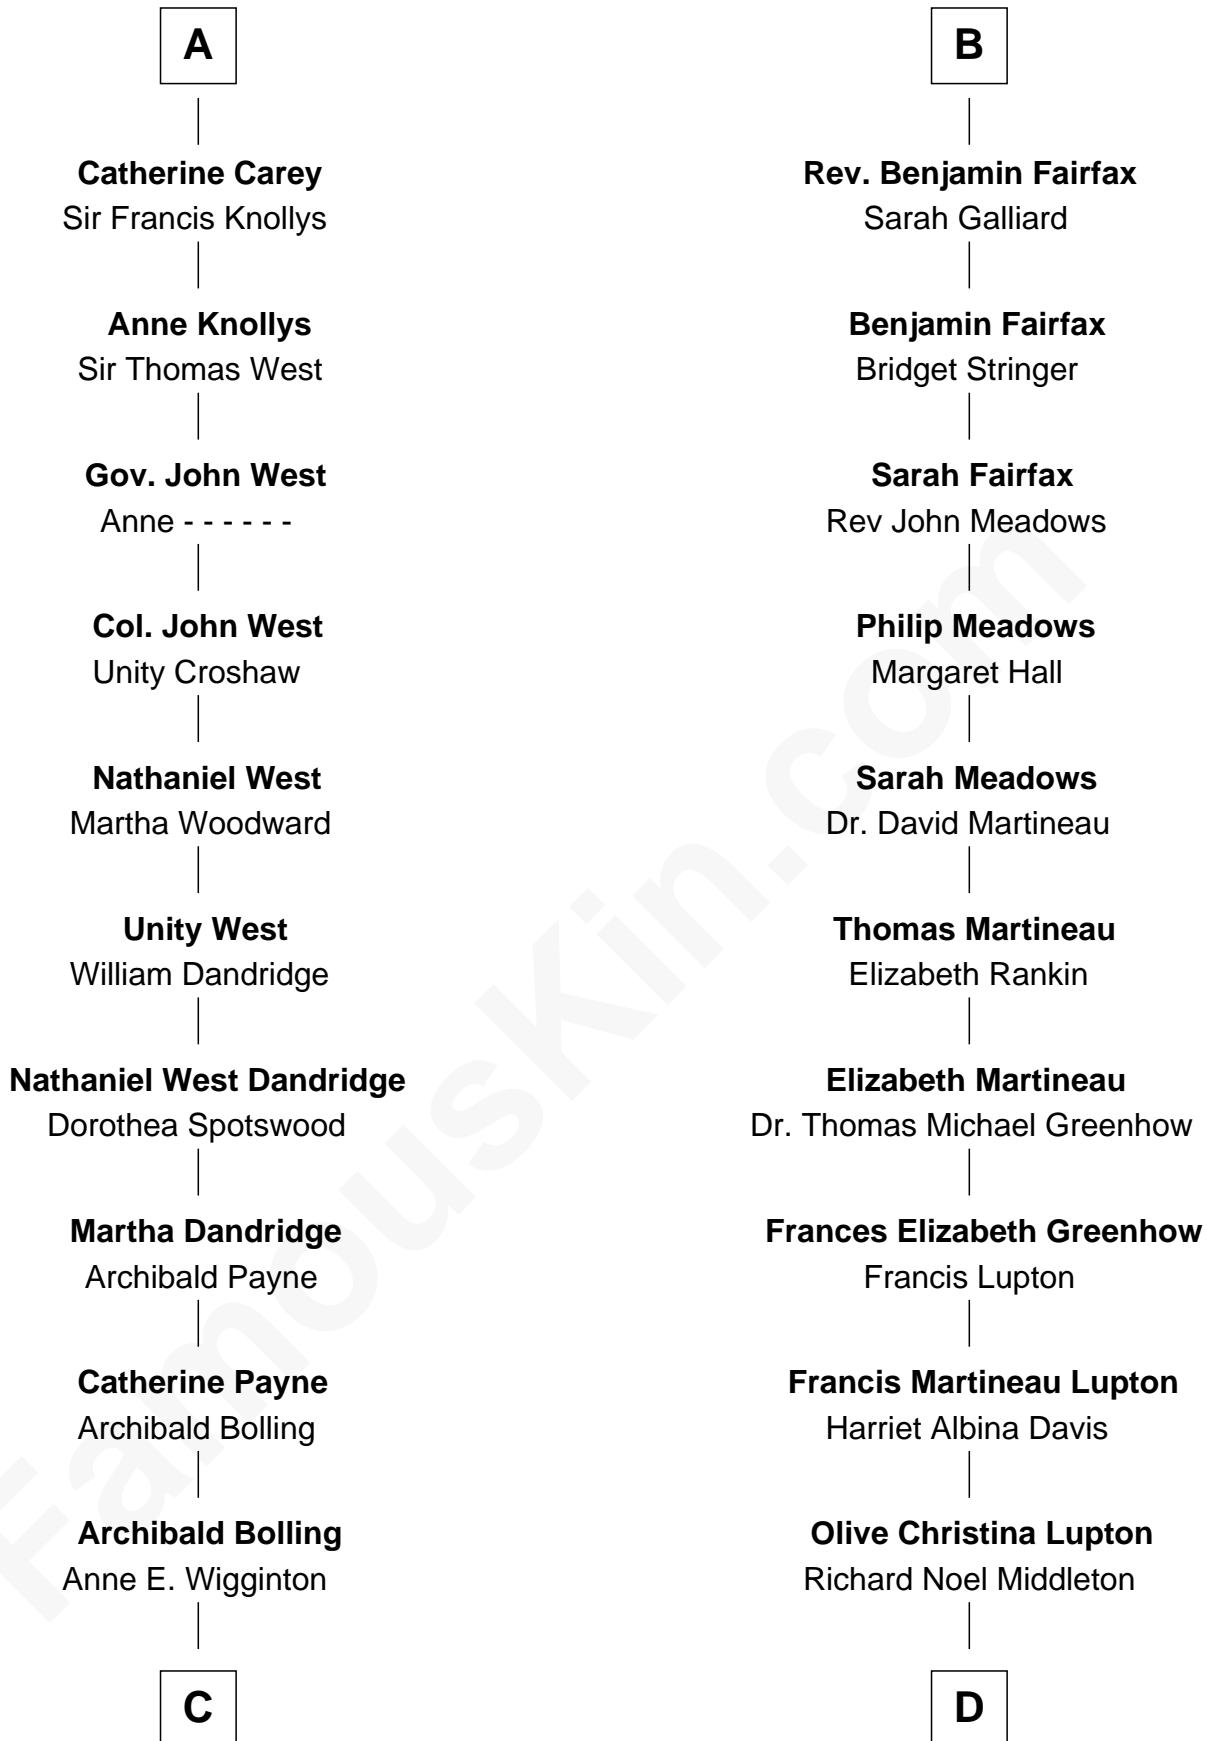 A
Catherine Carey
Sir Francis Knollys
Anne Knollys
Sir Thomas West
Gov. John West
Anne - - - - - -
Col. John West
Unity Croshaw
Nathaniel West
Martha Woodward
Unity West
William Dandridge
Nathaniel West Dandridge
Dorothea Spotswood
Martha Dandridge
Archibald Payne
Catherine Payne
Archibald Bolling
Archibald Bolling
Anne E. Wigginton
C
B
Rev. Benjamin Fairfax
Sarah Galliard
Benjamin Fairfax
Bridget Stringer
Sarah Fairfax
Rev John Meadows
Philip Meadows
Margaret Hall
Sarah Meadows
Dr. David Martineau
Thomas Martineau
Elizabeth Rankin
Elizabeth Martineau
Dr. Thomas Michael Greenhow
Frances Elizabeth Greenhow
Francis Lupton
Francis Martineau Lupton
Harriet Albina Davis
Olive Christina Lupton
Richard Noel Middleton
D
FamousKin.com